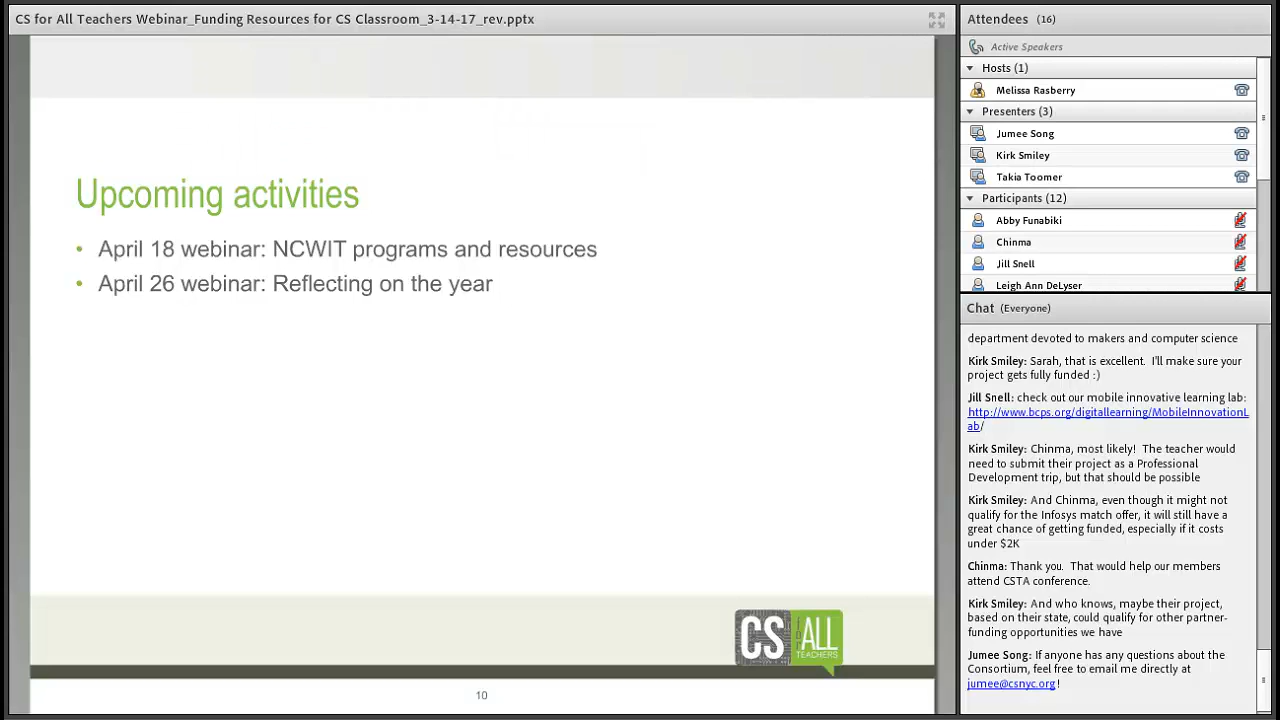 CS for All Teachers Webinar_Funding Resources for CS Classroom_3-14-17_rev.pptx
Upcoming activities
• April 18 webinar: NCWIT programs and resources
• April 26 webinar: Reflecting on the year
CS for ALL
TEACHERS
10
Attendees (16)
Active Speakers
Hosts (1)
Melissa Rasberry
Presenters (3)
Jumee Song
Kirk Smiley
Takia Toomer
Participants (12)
Abby Funabiki
Chinma
Jill Snell
Leigh Ann DeLyser
Chat (Everyone)
department devoted to makers and computer science
Kirk Smiley: Sarah, that is excellent. I'll make sure your
project gets fully funded :)
Jill Snell: check out our mobile innovative learning lab:
http://www.bcps.org/digitallearning/MobileInnovationL
ab/
Kirk Smiley: Chinma, most likely! The teacher would
need to submit their project as a Professional
Development trip, but that should be possible
Kirk Smiley: And Chinma, even though it might not
qualify for the Infosys match offer, it will still have a
great chance of getting funded, especially if it costs
under $2K
Chinma: Thank you. That would help our members
attend CSTA conference.
Kirk Smiley: And who knows, maybe their project,
based on their state, could qualify for other partner-
funding opportunities we have
Jumee Song: If anyone has any questions about the
Consortium, feel free to email me directly at
jumee@csnyc.org!